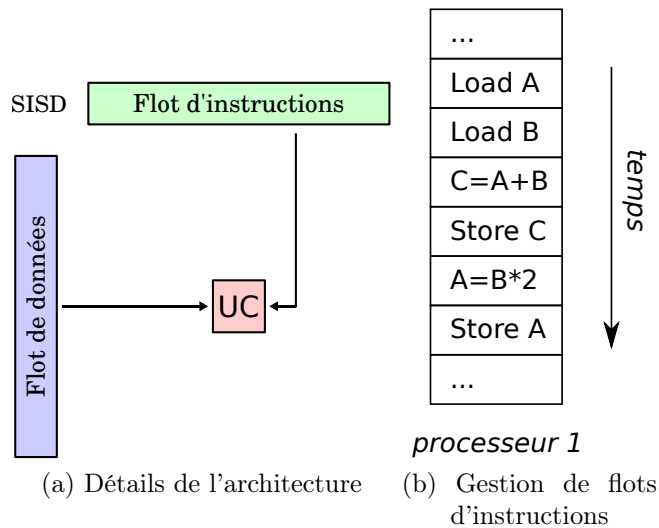 SISD
Flot d'instructions
Flot de données
UC
(a) Détails de l'architecture
...
Load A
Load B
C=A+B
Store C
A=B*2
Store A
...
temps
processeur 1
(b) Gestion de flots
d'instructions